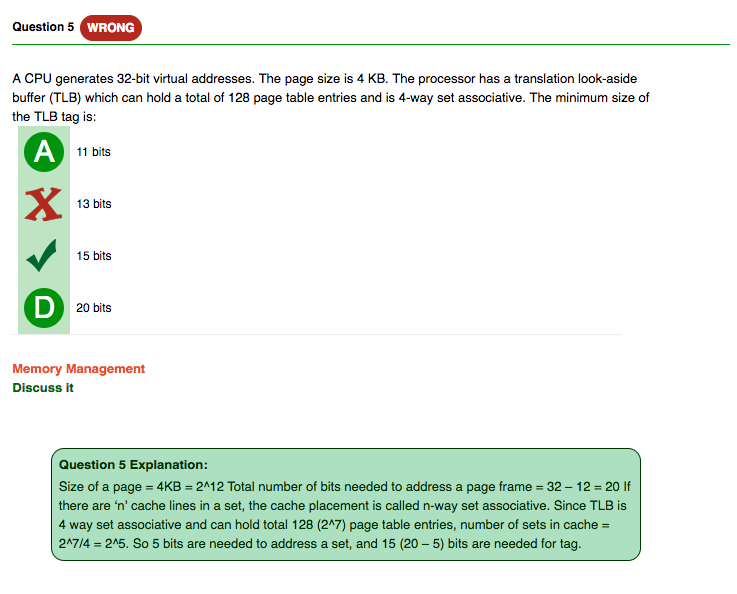 Question 5 WRONG
A CPU generates 32-bit virtual addresses. The page size is 4 KB. The processor has a translation look-aside
buffer (TLB) which can hold a total of 128 page table entries and is 4-way set associative. The minimum size of
the TLB tag is:
A 11 bits
X 13 bits
✓ 15 bits
D 20 bits
Memory Management
Discuss it
Question 5 Explanation:
Size of a page = 4KB = 2^12 Total number of bits needed to address a page frame = 32 – 12 = 20 If
there are ‘n’ cache lines in a set, the cache placement is called n-way set associative. Since TLB is
4 way set associative and can hold total 128 (2^7) page table entries, number of sets in cache =
2^7/4 = 2^5. So 5 bits are needed to address a set, and 15 (20 – 5) bits are needed for tag.